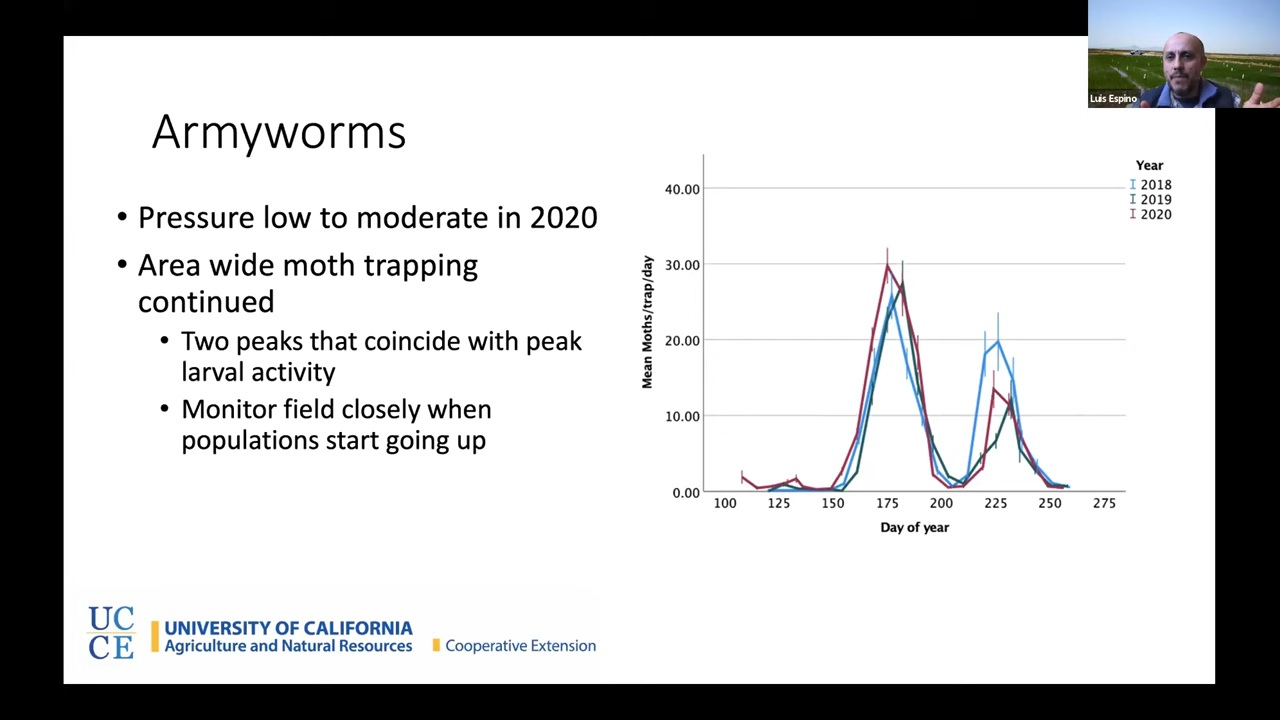 Luis Espino
Armyworms
• Pressure low to moderate in 2020
• Area wide moth trapping
continued
• Two peaks that coincide with peak
larval activity
• Monitor field closely when
populations start going up
Year
2018
2019
2020
Mean Moths/trap/day
40.00
30.00
20.00
10.00
0.00
100 125 150 175 200 225 250 275
Day of year
UC
CE
UNIVERSITY OF CALIFORNIA
Agriculture and Natural Resources
Cooperative Extension